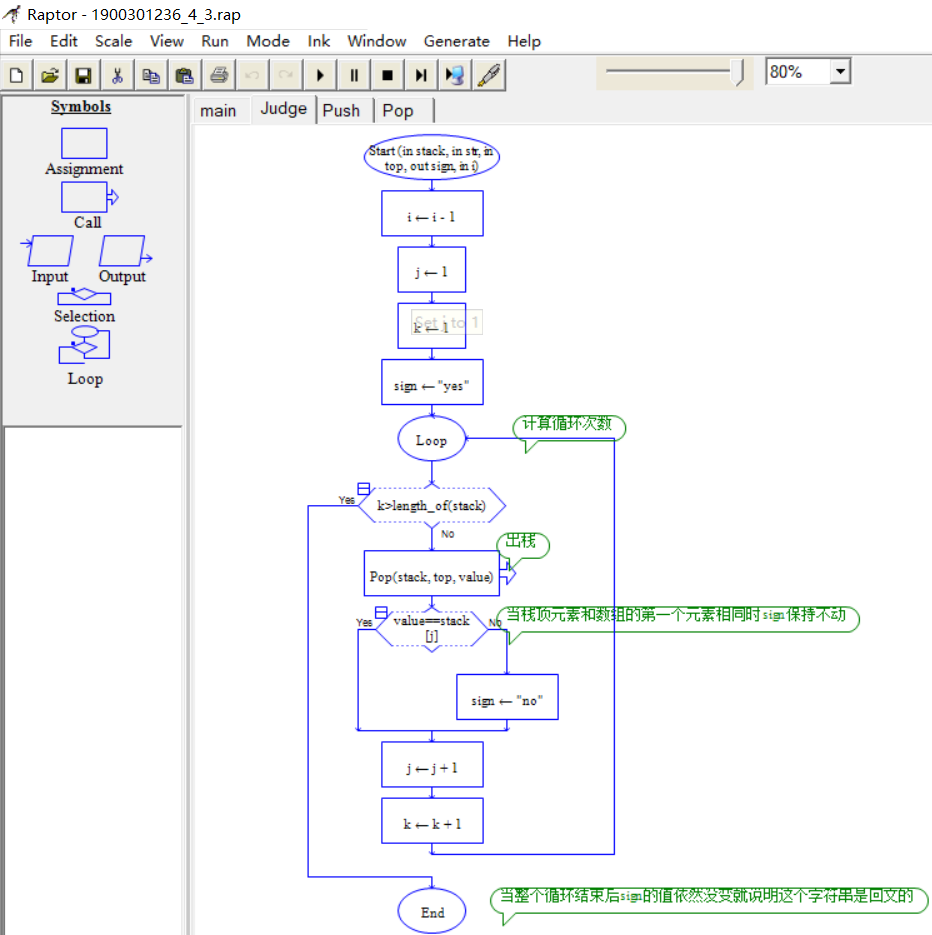 Raptor - 1900301236_4_3.rap
File Edit Scale View Run Mode Ink Window Generate Help
80%
Symbols
Assignment
Call
Input Output
Selection
Loop
main Judge Push Pop
Start (in stack, in str, in
top, out sign, in i)
i ← i - 1
j ← 1
k ← 1
Set j to 1
sign ← "yes"
计算循环次数
Loop
Yes
k>length_of(stack)
No
出栈
Pop(stack, top, value)
当栈顶元素和数组的第一个元素相同时sign保持不动
Yes
value==stack
[j]
No
sign ← "no"
j ← j + 1
k ← k + 1
当整个循环结束后sign的值依然没变就说明这个字符串是回文的
End